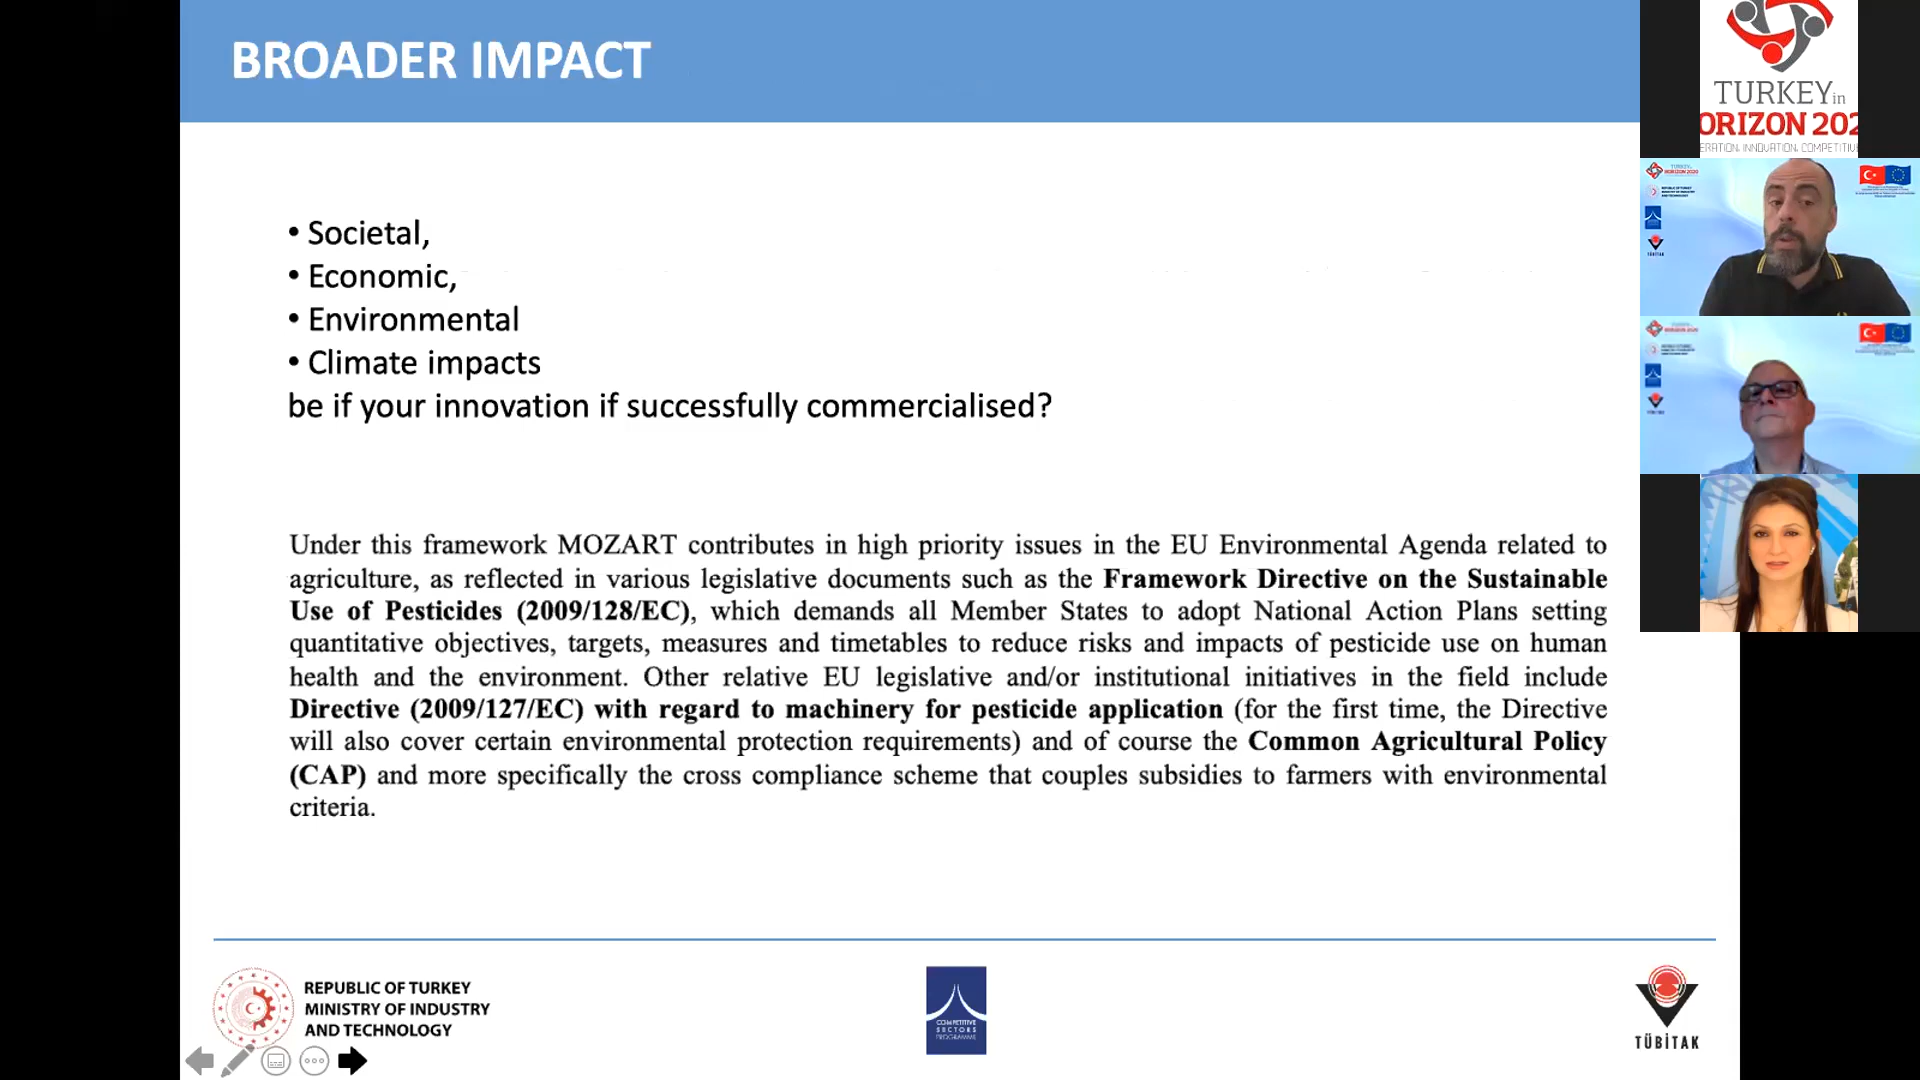 BROADER IMPACT
• Societal,
• Economic,
• Environmental
• Climate impacts
be if your innovation if successfully commercialised?
Under this framework MOZART contributes in high priority issues in the EU Environmental Agenda related to
agriculture, as reflected in various legislative documents such as the Framework Directive on the Sustainable
Use of Pesticides (2009/128/EC), which demands all Member States to adopt National Action Plans setting
quantitative objectives, targets, measures and timetables to reduce risks and impacts of pesticide use on human
health and the environment. Other relative EU legislative and/or institutional initiatives in the field include
Directive (2009/127/EC) with regard to machinery for pesticide application (for the first time, the Directive
will also cover certain environmental protection requirements) and of course the Common Agricultural Policy
(CAP) and more specifically the cross compliance scheme that couples subsidies to farmers with environmental
criteria.
REPUBLIC OF TURKEY
MINISTRY OF INDUSTRY
AND TECHNOLOGY
COMPETITIVE
SECTORS
PROGRAMME
TÜBİTAK
TURKEY in
ORIZON 202
ERATION, INNOVATION, COMPETITIV